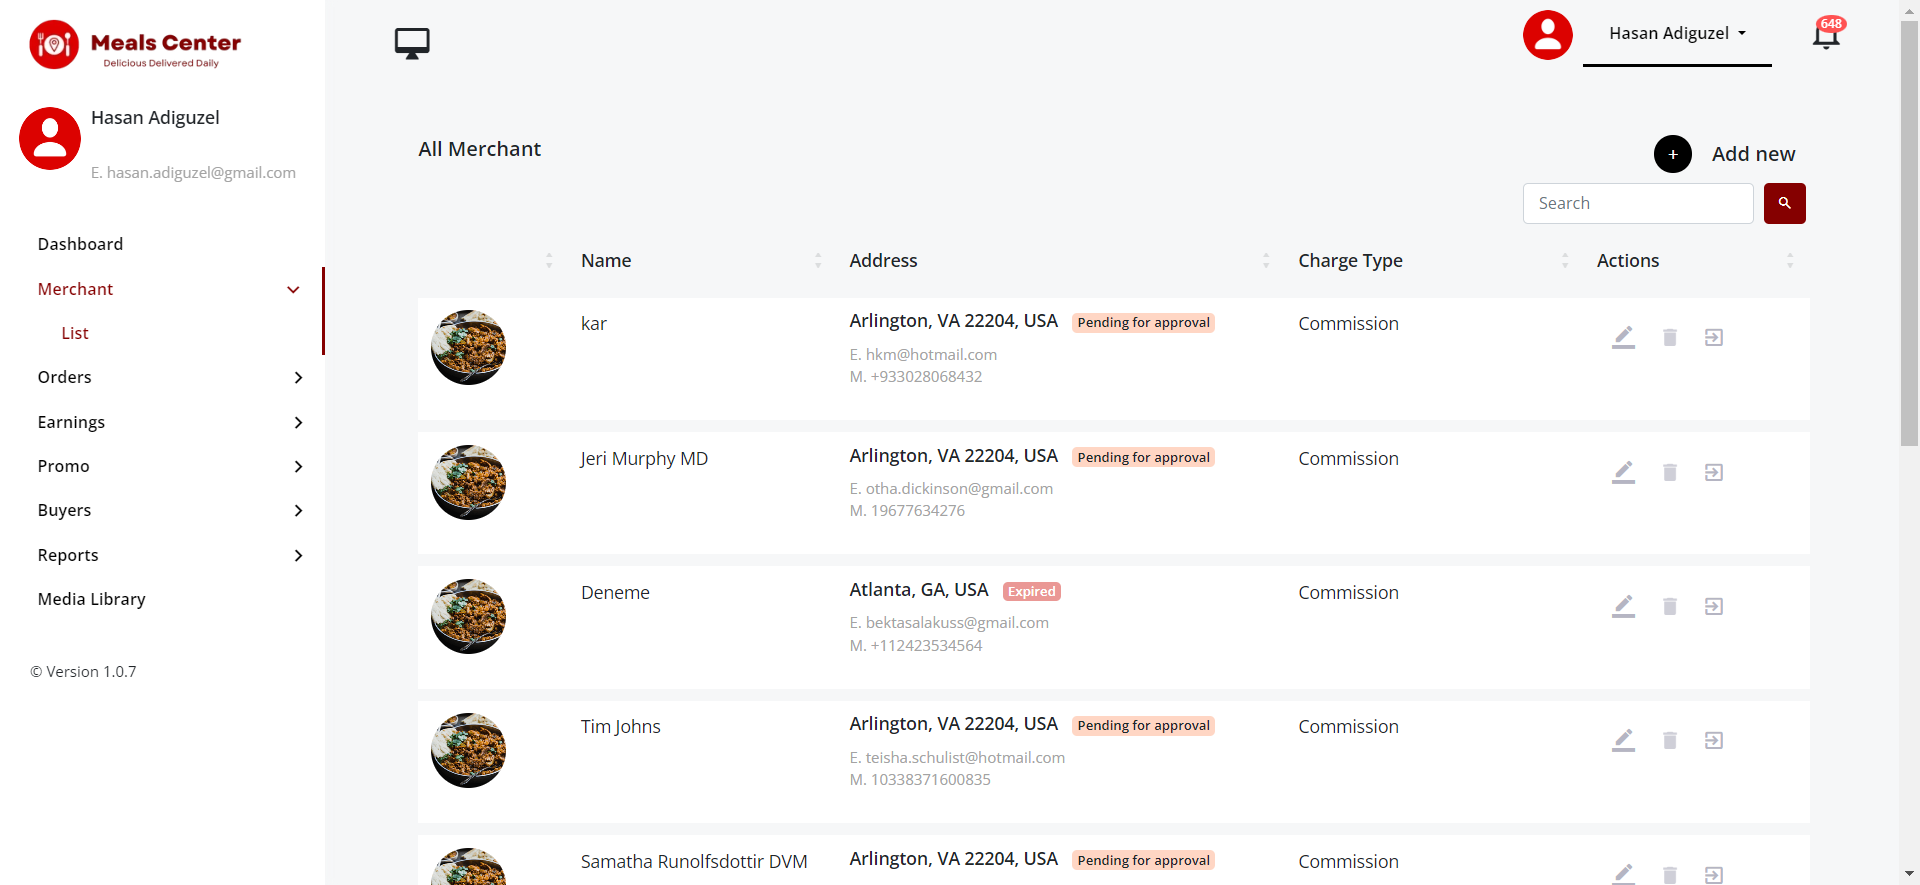 Meals Center
Delicious Delivered Daily
Hasan Adiguzel
E. hasan.adiguzel@gmail.com
Dashboard
Merchant
List
Orders
Earnings
Promo
Buyers
Reports
Media Library
© Version 1.0.7
Hasan Adiguzel
648
All Merchant
+ Add new
Search
Name Address Charge Type Actions
kar Arlington, VA 22204, USA Pending for approval Commission
E. hkm@hotmail.com
M. +933028068432
Jeri Murphy MD Arlington, VA 22204, USA Pending for approval Commission
E. otha.dickinson@gmail.com
M. 19677634276
Deneme Atlanta, GA, USA Expired Commission
E. bektasalakuss@gmail.com
M. +112423534564
Tim Johns Arlington, VA 22204, USA Pending for approval Commission
E. teisha.schulist@hotmail.com
M. 10338371600835
Samatha Runolfsdottir DVM Arlington, VA 22204, USA Pending for approval Commission